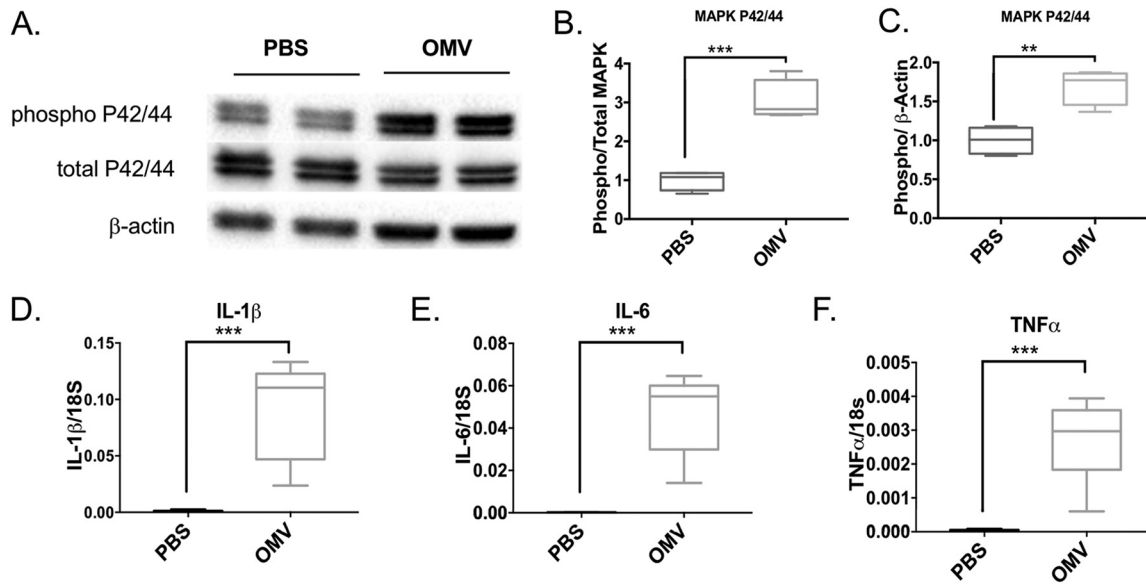 A.
PBS OMV
phospho P42/44
total P42/44
β-actin
B.
MAPK P42/44
***
Phospho/Total MAPK
4
3
2
1
0
PBS
OMV
C.
MAPK P42/44
**
Phospho/ β-Actin
2.0
1.5
1.0
0.5
0.0
PBS
OMV
D.
IL-1β
***
IL-1β/18S
0.15
0.10
0.05
0.00
PBS
OMV
E.
IL-6
***
IL-6/18S
0.08
0.06
0.04
0.02
0.00
PBS
OMV
F.
TNFα
***
TNFα/18s
0.005
0.004
0.003
0.002
0.001
0.000
PBS
OMV